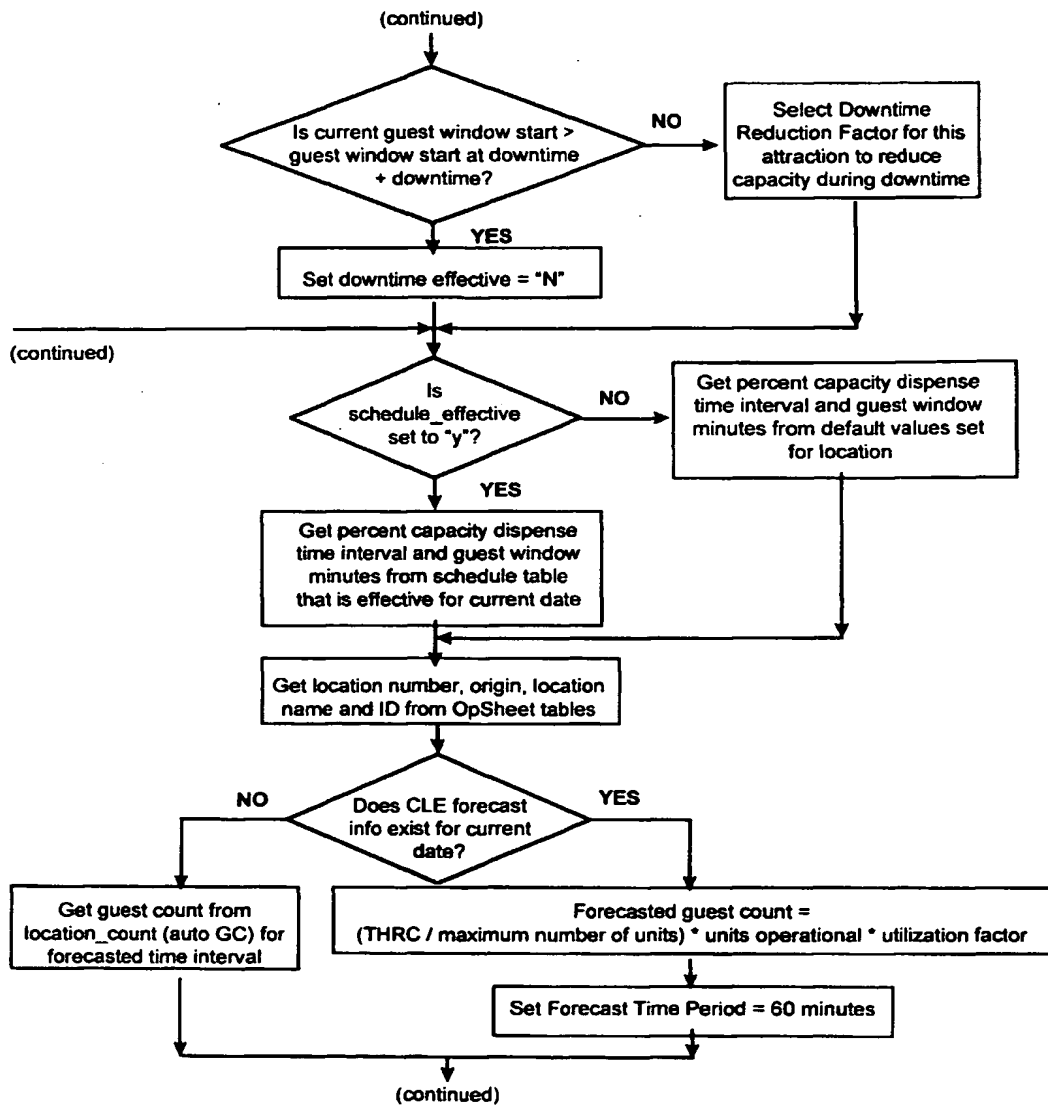 (continued)
Is current guest window start >
guest window start at downtime
+ downtime?
NO
Select Downtime
Reduction Factor for this
attraction to reduce
capacity during downtime
YES
Set downtime effective = "N"
(continued)
Is
schedule_effective
set to "y"?
NO
Get percent capacity dispense
time interval and guest window
minutes from default values set
for location
YES
Get percent capacity dispense
time interval and guest window
minutes from schedule table
that is effective for current date
Get location number, origin, location
name and ID from OpSheet tables
NO
Does CLE forecast
info exist for current
date?
YES
Get guest count from
location_count (auto GC) for
forecasted time interval
Forecasted guest count =
(THRC / maximum number of units) * units operational * utilization factor
Set Forecast Time Period = 60 minutes
(continued)